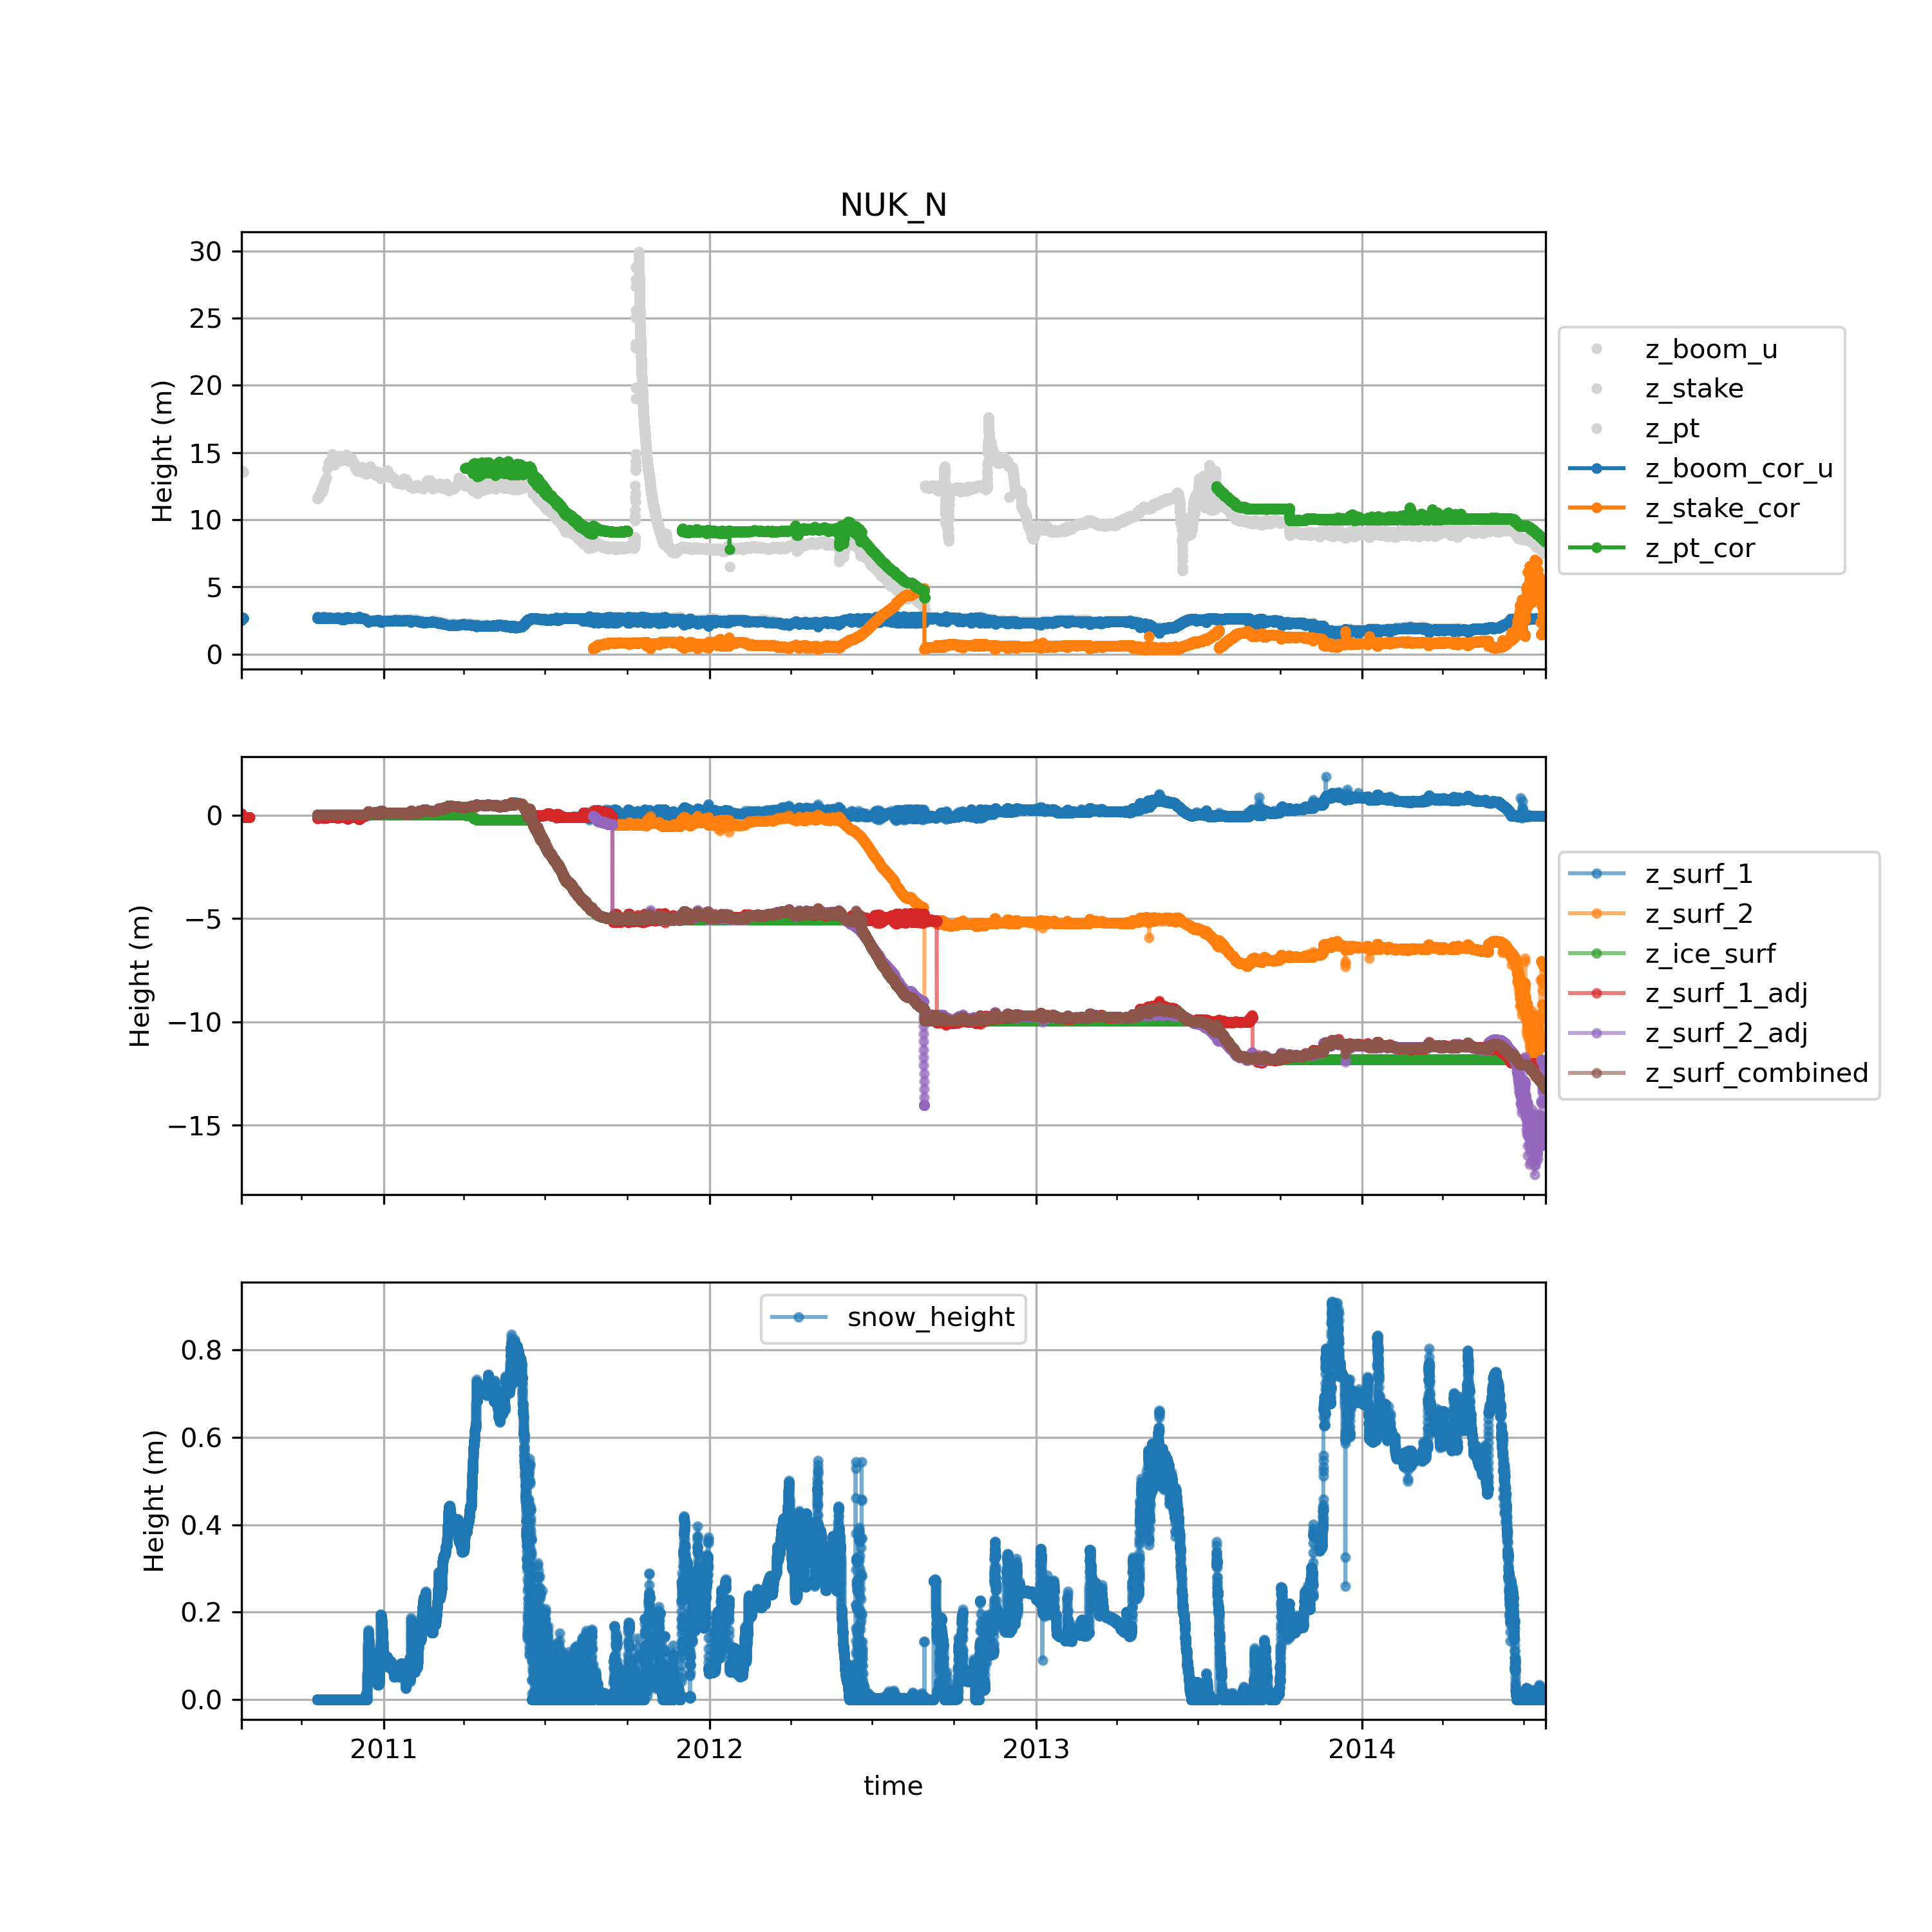 NUK_N
30
25
20
15
10
5
0
Height (m)
z_boom_u
z_stake
z_pt
z_boom_cor_u
z_stake_cor
z_pt_cor
0
−5
−10
−15
Height (m)
z_surf_1
z_surf_2
z_ice_surf
z_surf_1_adj
z_surf_2_adj
z_surf_combined
snow_height
0.8
0.6
0.4
0.2
0.0
Height (m)
2011 2012 2013 2014
time